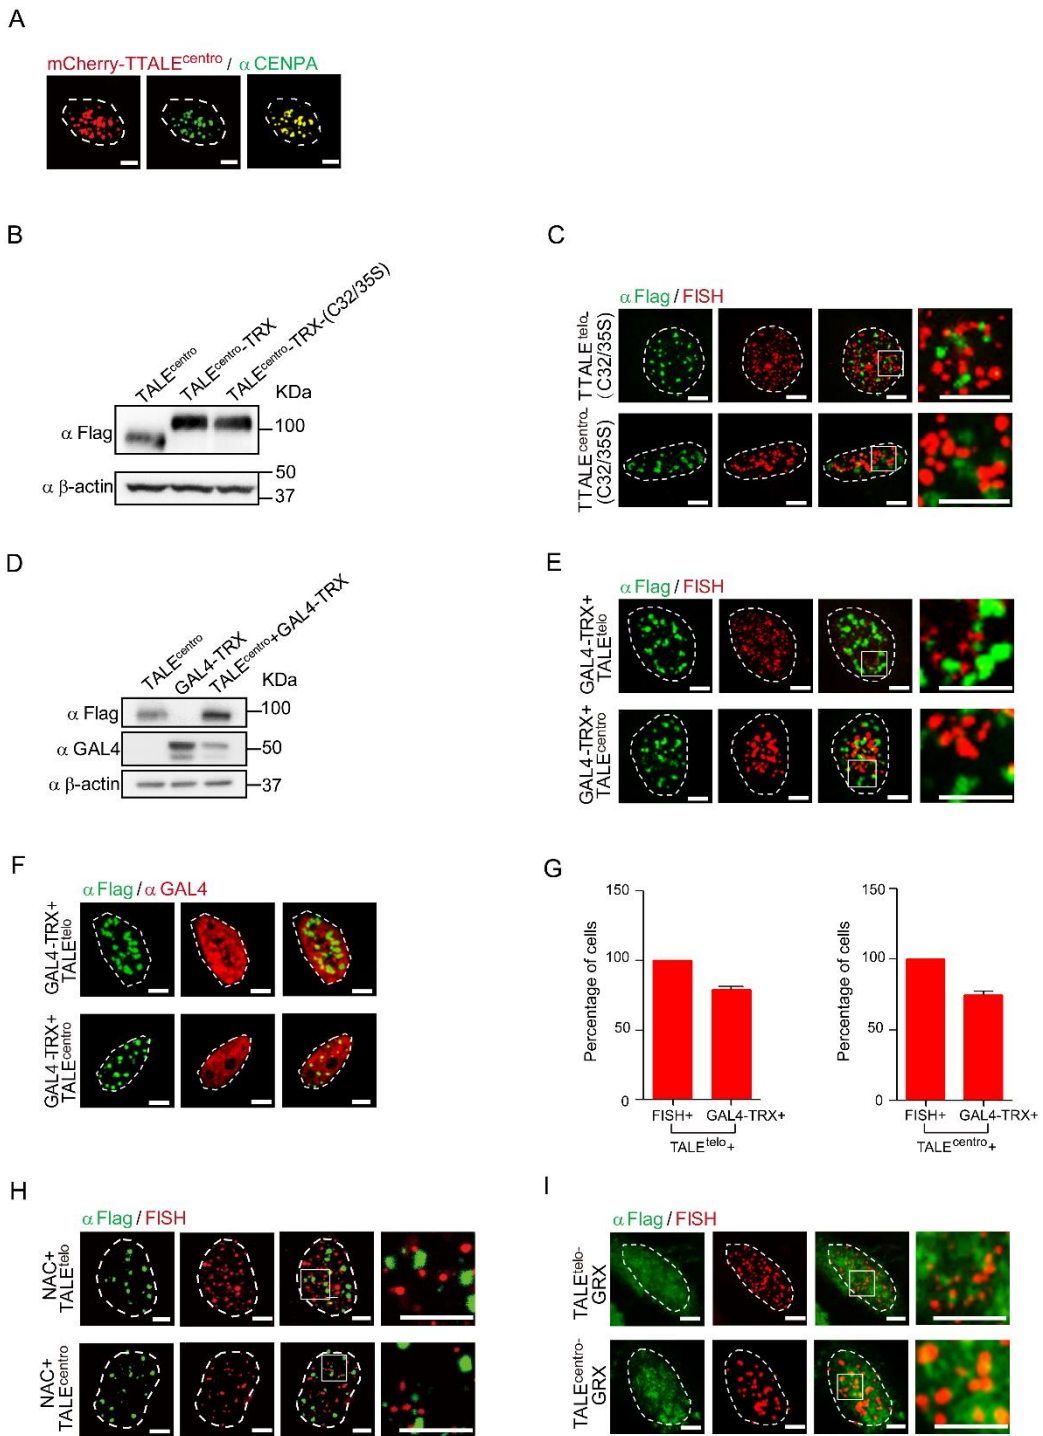 A
mCherry-TTALEcentro / α CENPA
B
TALEcentro
TALEcentro-TRX
TALEcentro-TRX-(C32/35S)
KDa
α Flag
100
α β-actin
50
37
C
α Flag / FISH
TTALEtelo-
(C32/35S)
TTALEcentro-
(C32/35S)
D
TALEcentro
GAL4-TRX
TALEcentro+GAL4-TRX
KDa
α Flag
100
α GAL4
50
α β-actin
37
E
α Flag / FISH
GAL4-TRX+
TALEtelo
GAL4-TRX+
TALEcentro
F
α Flag / α GAL4
GAL4-TRX+
TALEtelo
GAL4-TRX+
TALEcentro
G
Percentage of cells
150
100
50
0
FISH+ GAL4-TRX+
TALEtelo+
Percentage of cells
150
100
50
0
FISH+ GAL4-TRX+
TALEcentro+
H
α Flag / FISH
NAC+
TALEtelo
NAC+
TALEcentro
I
α Flag / FISH
TALEtelo-
GRX
TALEcentro-
GRX